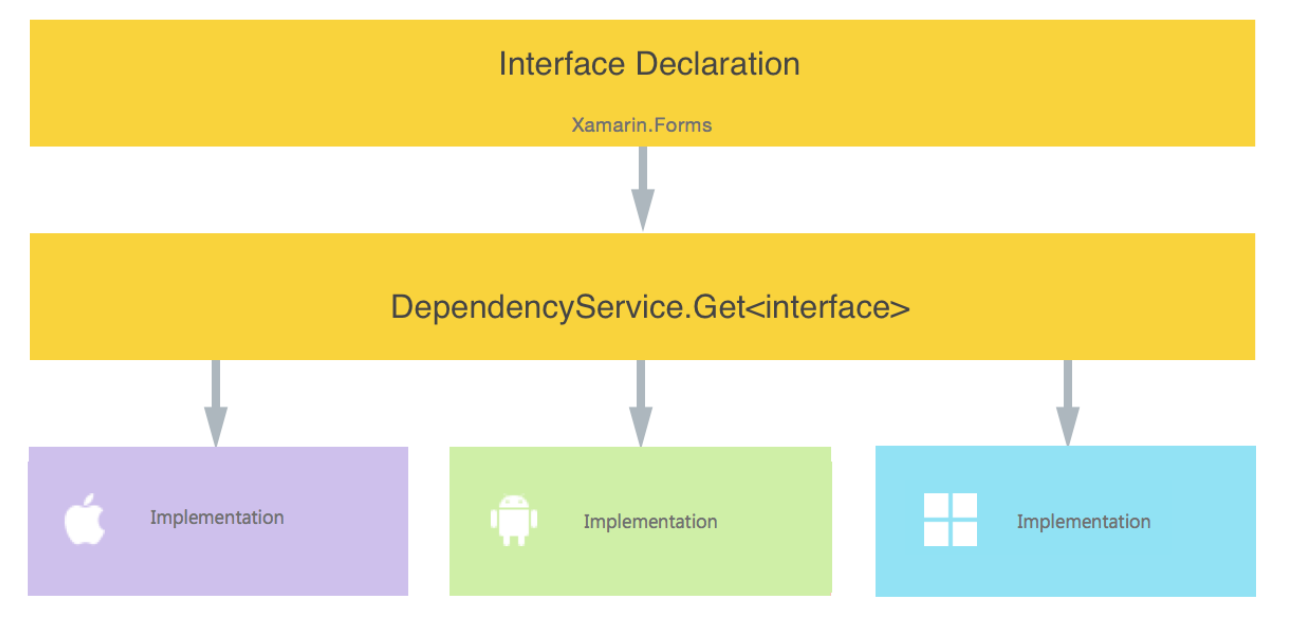 Interface Declaration
Xamarin.Forms
DependencyService.Get<interface>
Implementation
Implementation
Implementation